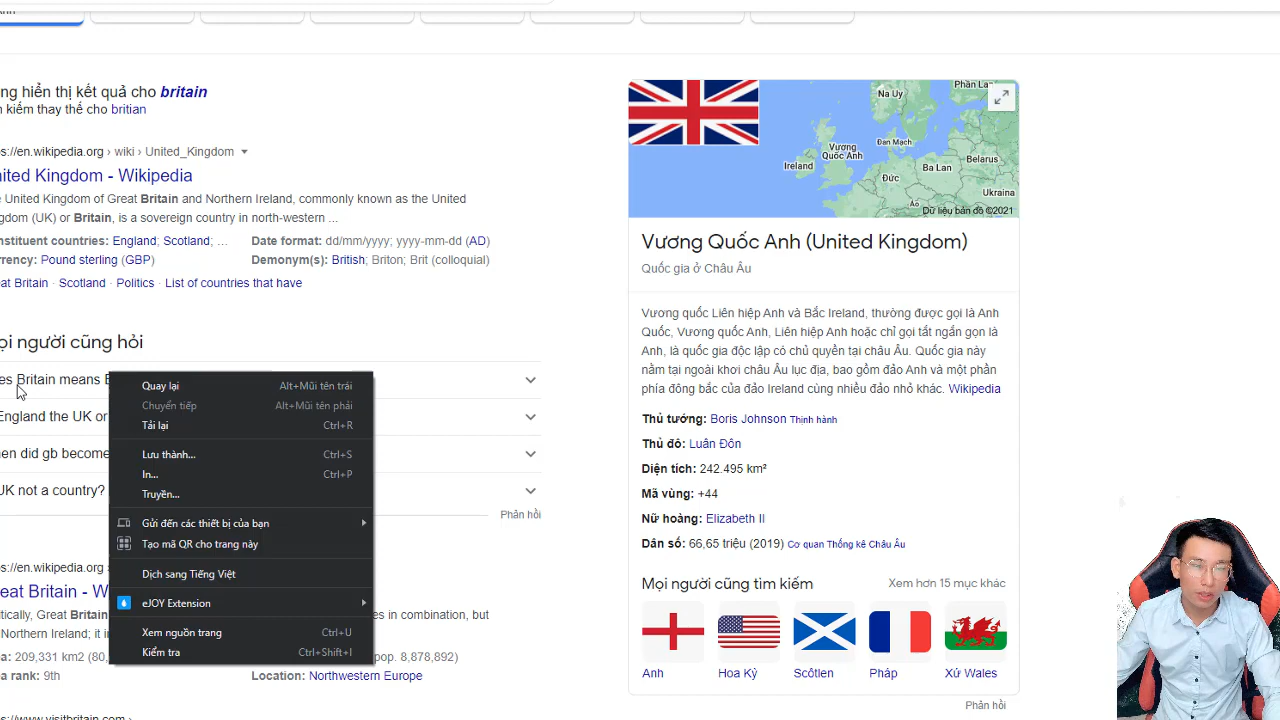 ng hiển thị kết quả cho britain
n kiếm thay thế cho britian
s://en.wikipedia.org › wiki › United_Kingdom
ited Kingdom - Wikipedia
United Kingdom of Great Britain and Northern Ireland, commonly known as the United
gdom (UK) or Britain, is a sovereign country in north-western ...
nstituent countries: England; Scotland; ...
Date format: dd/mm/yyyy; yyyy-mm-dd (AD)
rrency: Pound sterling (GBP)
Demonym(s): British; Briton; Brit (colloquial)
at Britain · Scotland · Politics · List of countries that have
ọi người cũng hỏi
es Britain means B
England the UK or
en did gb become
UK not a country?
Phản hồi
Quay lại Alt+Mũi tên trái
Chuyển tiếp Alt+Mũi tên phải
Tải lại Ctrl+R
Lưu thành... Ctrl+S
In... Ctrl+P
Truyền...
Gửi đến các thiết bị của bạn
Tạo mã QR cho trang này
Dịch sang Tiếng Việt
eJOY Extension
Xem nguồn trang Ctrl+U
Kiểm tra Ctrl+Shift+I
os://en.wikipedia.org
eat Britain - W
itically, Great Britain
es in combination, but
Northern Ireland; it i
a: 209,331 km2 (80,
pop. 8,878,892)
ea rank: 9th
Location: Northwestern Europe
s://www.visitbritain.com ›
Na Uy
Phần Lan
Vương Quốc Anh
Đan Mạch
Ireland
Belarus
Ba Lan
Đức
Ukraina
Áo
Dữ liệu bản đồ ©2021
Vương Quốc Anh (United Kingdom)
Quốc gia ở Châu Âu
Vương quốc Liên hiệp Anh và Bắc Ireland, thường được gọi là Anh
Quốc, Vương quốc Anh, Liên hiệp Anh hoặc chỉ gọi tắt ngắn gọn là
Anh, là quốc gia độc lập có chủ quyền tại châu Âu. Quốc gia này
nằm tại ngoài khơi châu Âu lục địa, bao gồm đảo Anh và một phần
phía đông bắc của đảo Ireland cùng nhiều đảo nhỏ khác. Wikipedia
Thủ tướng: Boris Johnson Thịnh hành
Thủ đô: Luân Đôn
Diện tích: 242.495 km²
Mã vùng: +44
Nữ hoàng: Elizabeth II
Dân số: 66,65 triệu (2019) Cơ quan Thống kê Châu Âu
Mọi người cũng tìm kiếm
Xem hơn 15 mục khác
Anh
Hoa Kỳ
Scôtlen
Pháp
Xứ Wales
Phản hồi